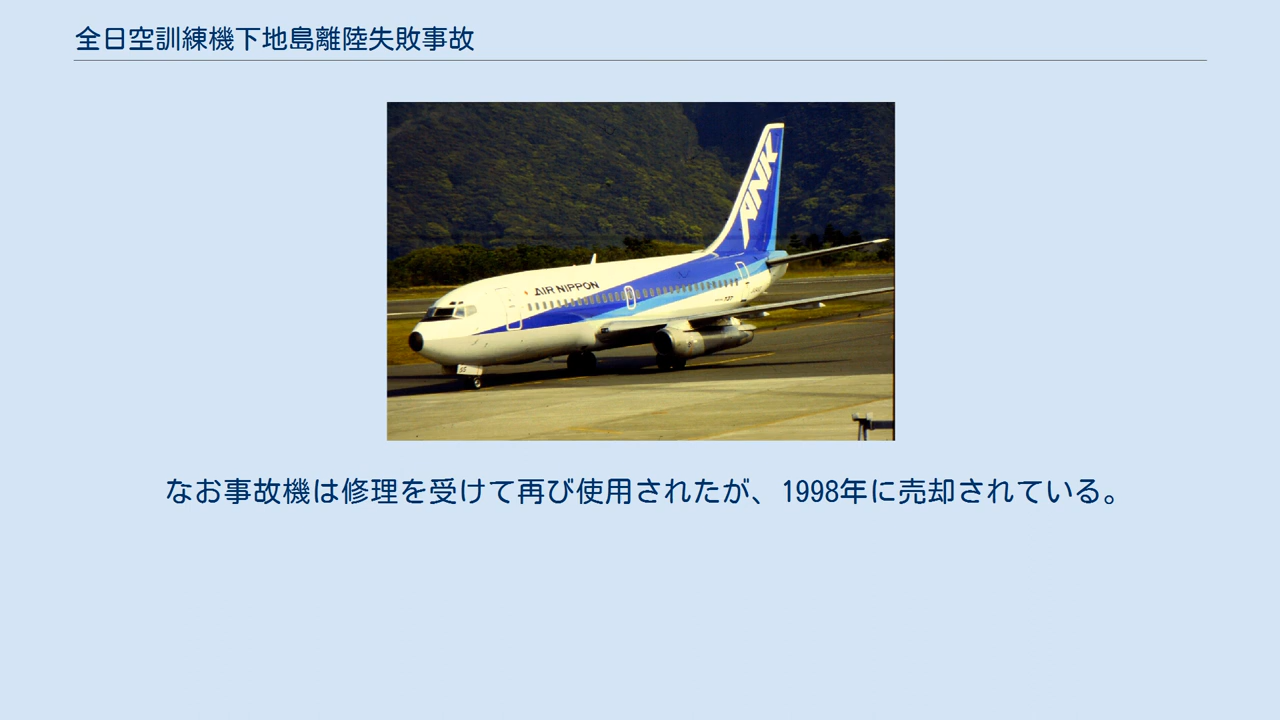 全日空訓練機下地島離陸失敗事故
ANK
AIR NIPPON
737
なお事故機は修理を受けて再び使用されたが、1998年に売却されている。